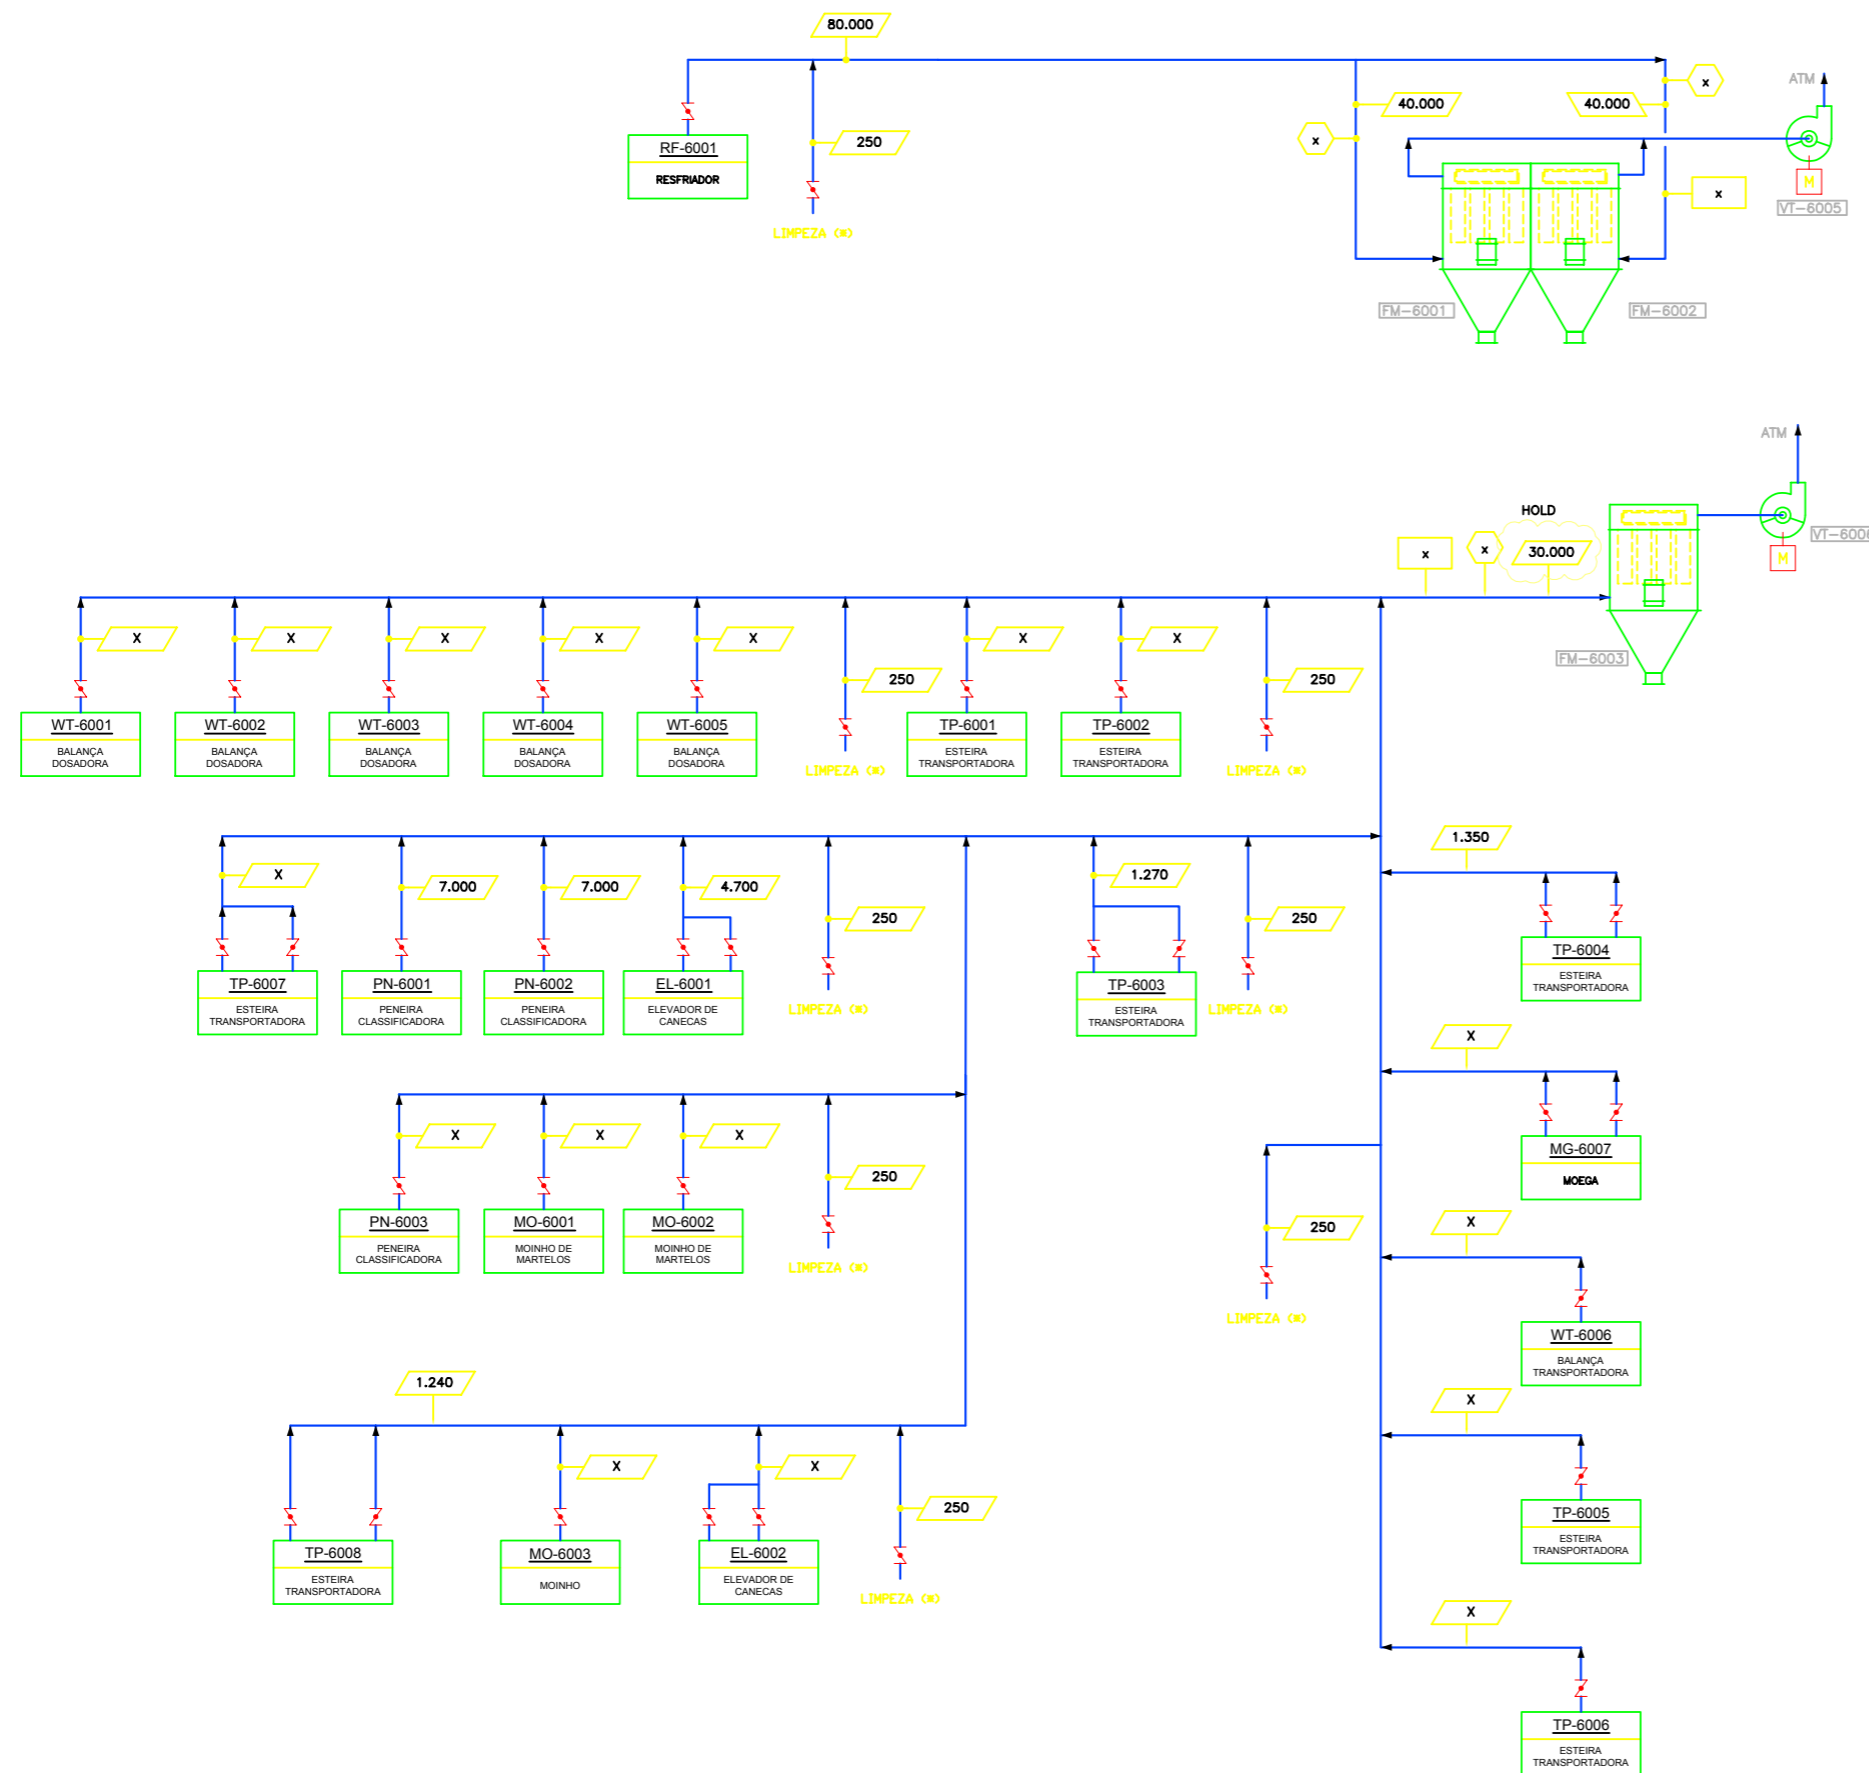 80.000
ATM
x
40.000
40.000
250
x
RF-6001
RESFRIADOR
M
x
VT-6005
LIMPEZA (■)
FM-6001
FM-6002
ATM
HOLD
x
x
30.000
VT-6006
M
X
X
X
X
X
X
X
250
250
FM-6003
WT-6001
BALANÇA
DOSADORA
WT-6002
BALANÇA
DOSADORA
WT-6003
BALANÇA
DOSADORA
WT-6004
BALANÇA
DOSADORA
WT-6005
BALANÇA
DOSADORA
LIMPEZA (■)
TP-6001
ESTEIRA
TRANSPORTADORA
TP-6002
ESTEIRA
TRANSPORTADORA
LIMPEZA (■)
1.350
X
7.000
7.000
4.700
250
1.270
250
TP-6007
ESTEIRA
TRANSPORTADORA
PN-6001
PENEIRA
CLASSIFICADORA
PN-6002
PENEIRA
CLASSIFICADORA
EL-6001
ELEVADOR DE
CANECAS
LIMPEZA (■)
TP-6003
ESTEIRA
TRANSPORTADORA
LIMPEZA (■)
TP-6004
ESTEIRA
TRANSPORTADORA
X
X
X
X
250
MG-6007
MOEGA
PN-6003
PENEIRA
CLASSIFICADORA
MO-6001
MOINHO DE
MARTELOS
MO-6002
MOINHO DE
MARTELOS
LIMPEZA (■)
250
LIMPEZA (■)
X
WT-6006
BALANÇA
TRANSPORTADORA
1.240
X
X
X
250
TP-6008
ESTEIRA
TRANSPORTADORA
MO-6003
MOINHO
EL-6002
ELEVADOR DE
CANECAS
LIMPEZA (■)
TP-6005
ESTEIRA
TRANSPORTADORA
X
TP-6006
ESTEIRA
TRANSPORTADORA